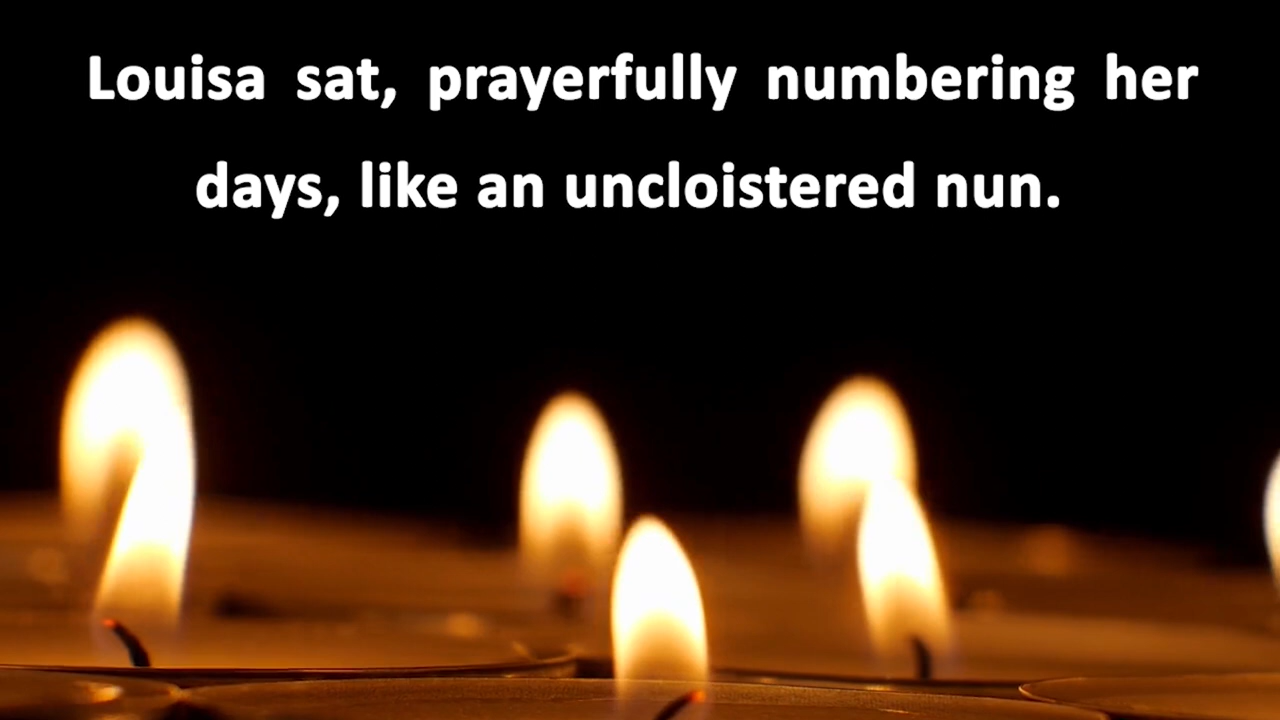 Louisa sat, prayerfully numbering her
days, like an uncloistered nun.